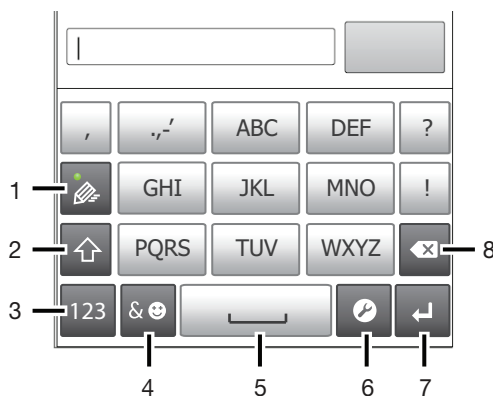 , .,-' ABC DEF ?
1 GHI JKL MNO !
2 PQRS TUV WXYZ 8
3 123 &
4 5 6 7